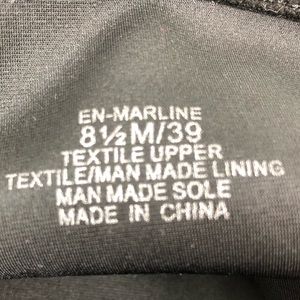 EN-MARLINE
8½M/39
TEXTILE UPPER
TEXTILE/MAN MADE LINING
MAN MADE SOLE
MADE IN CHINA